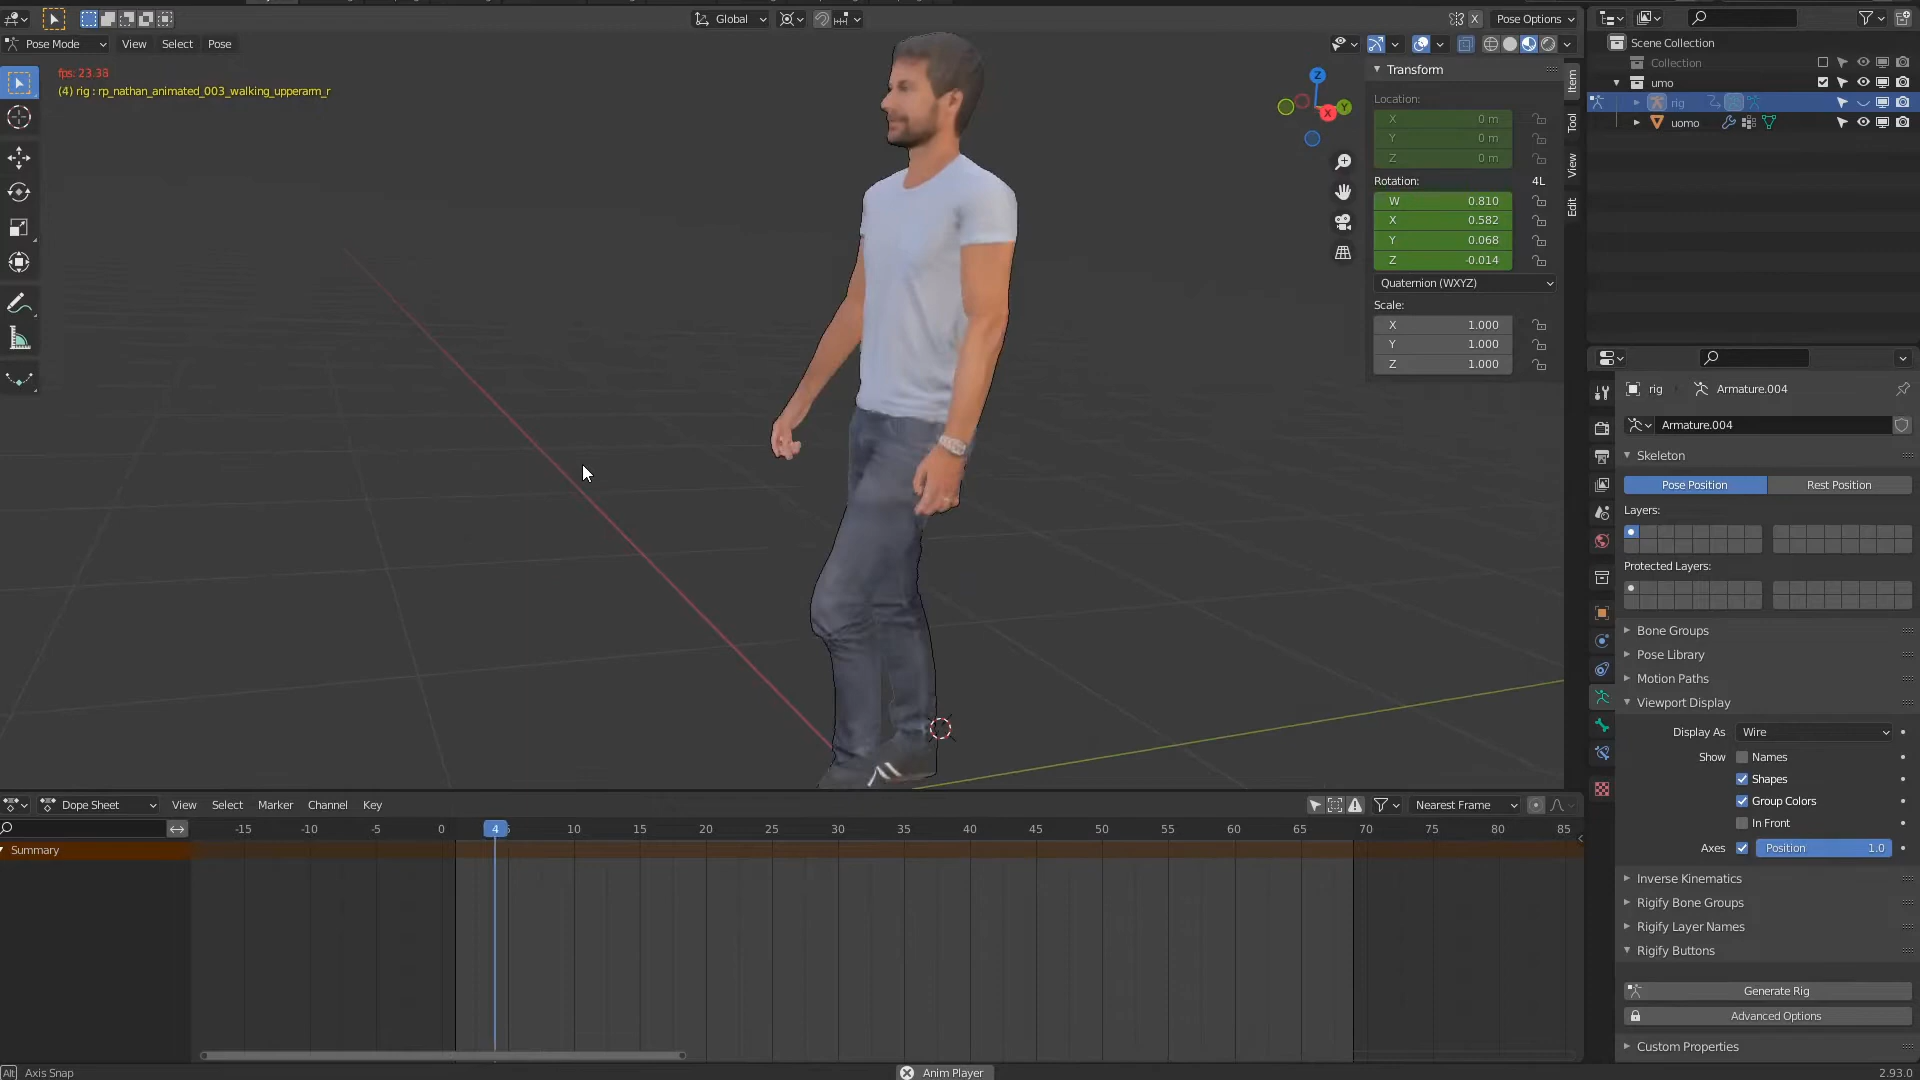 Global
X
Pose Options
Pose Mode
View
Select
Pose
fps: 23.38
(4) rig : rp_nathan_animated_003_walking_upperarm_r
Z
Y
X
Transform
Location:
X 0 m
Y 0 m
Z 0 m
Rotation: 4L
W 0.810
X 0.582
Y 0.068
Z -0.014
Quaternion (WXYZ)
Scale:
X 1.000
Y 1.000
Z 1.000
Item
Tool
View
Edit
Scene Collection
Collection
umo
rig
uomo
rig
Armature.004
Armature.004
Skeleton
Pose Position
Rest Position
Layers:
Protected Layers:
Bone Groups
Pose Library
Motion Paths
Viewport Display
Display As Wire
Show Names
Shapes
Group Colors
In Front
Axes Position 1.0
Inverse Kinematics
Rigify Bone Groups
Rigify Layer Names
Rigify Buttons
Generate Rig
Advanced Options
Custom Properties
Dope Sheet
View
Select
Marker
Channel
Key
Nearest Frame
-15 -10 -5 0 4 10 15 20 25 30 35 40 45 50 55 60 65 70 75 80 85
Summary
Alt Axis Snap
Anim Player
2.93.0